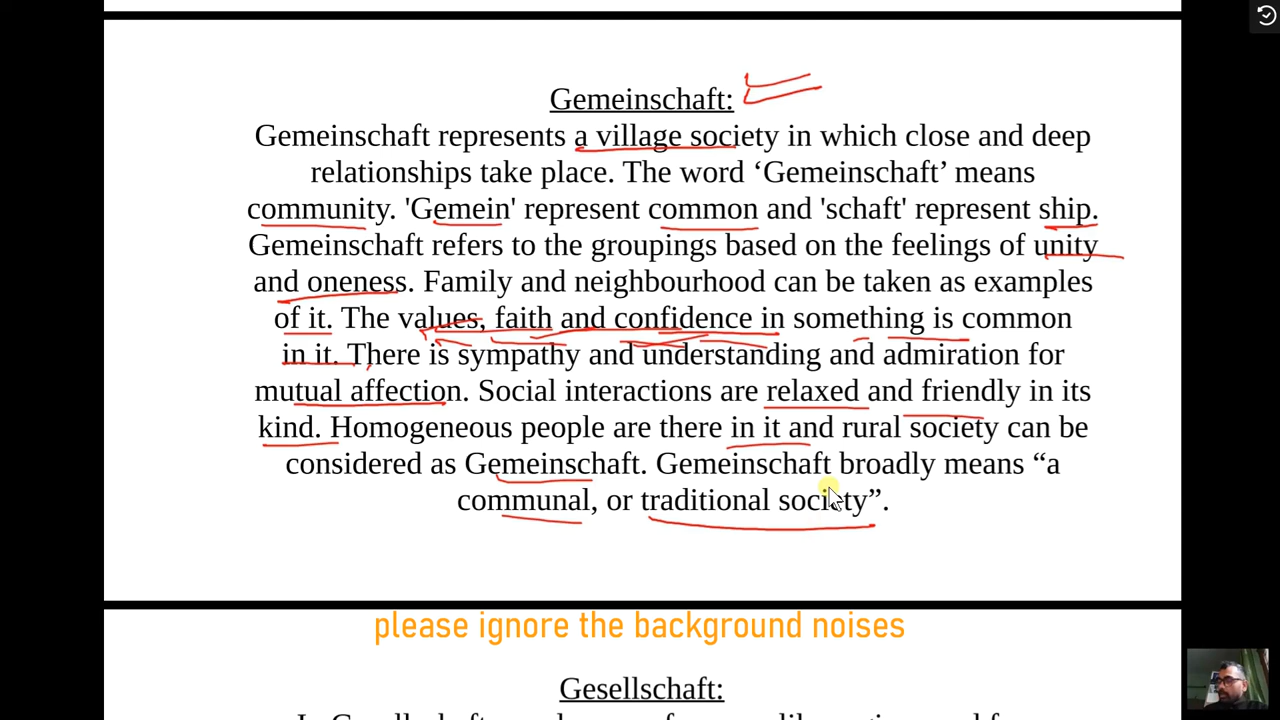 Gemeinschaft:
Gemeinschaft represents a village society in which close and deep
relationships take place. The word ‘Gemeinschaft’ means
community. 'Gemein' represent common and 'schaft' represent ship.
Gemeinschaft refers to the groupings based on the feelings of unity
and oneness. Family and neighbourhood can be taken as examples
of it. The values, faith and confidence in something is common
in it. There is sympathy and understanding and admiration for
mutual affection. Social interactions are relaxed and friendly in its
kind. Homogeneous people are there in it and rural society can be
considered as Gemeinschaft. Gemeinschaft broadly means “a
communal, or traditional society”.
please ignore the background noises
Gesellschaft: